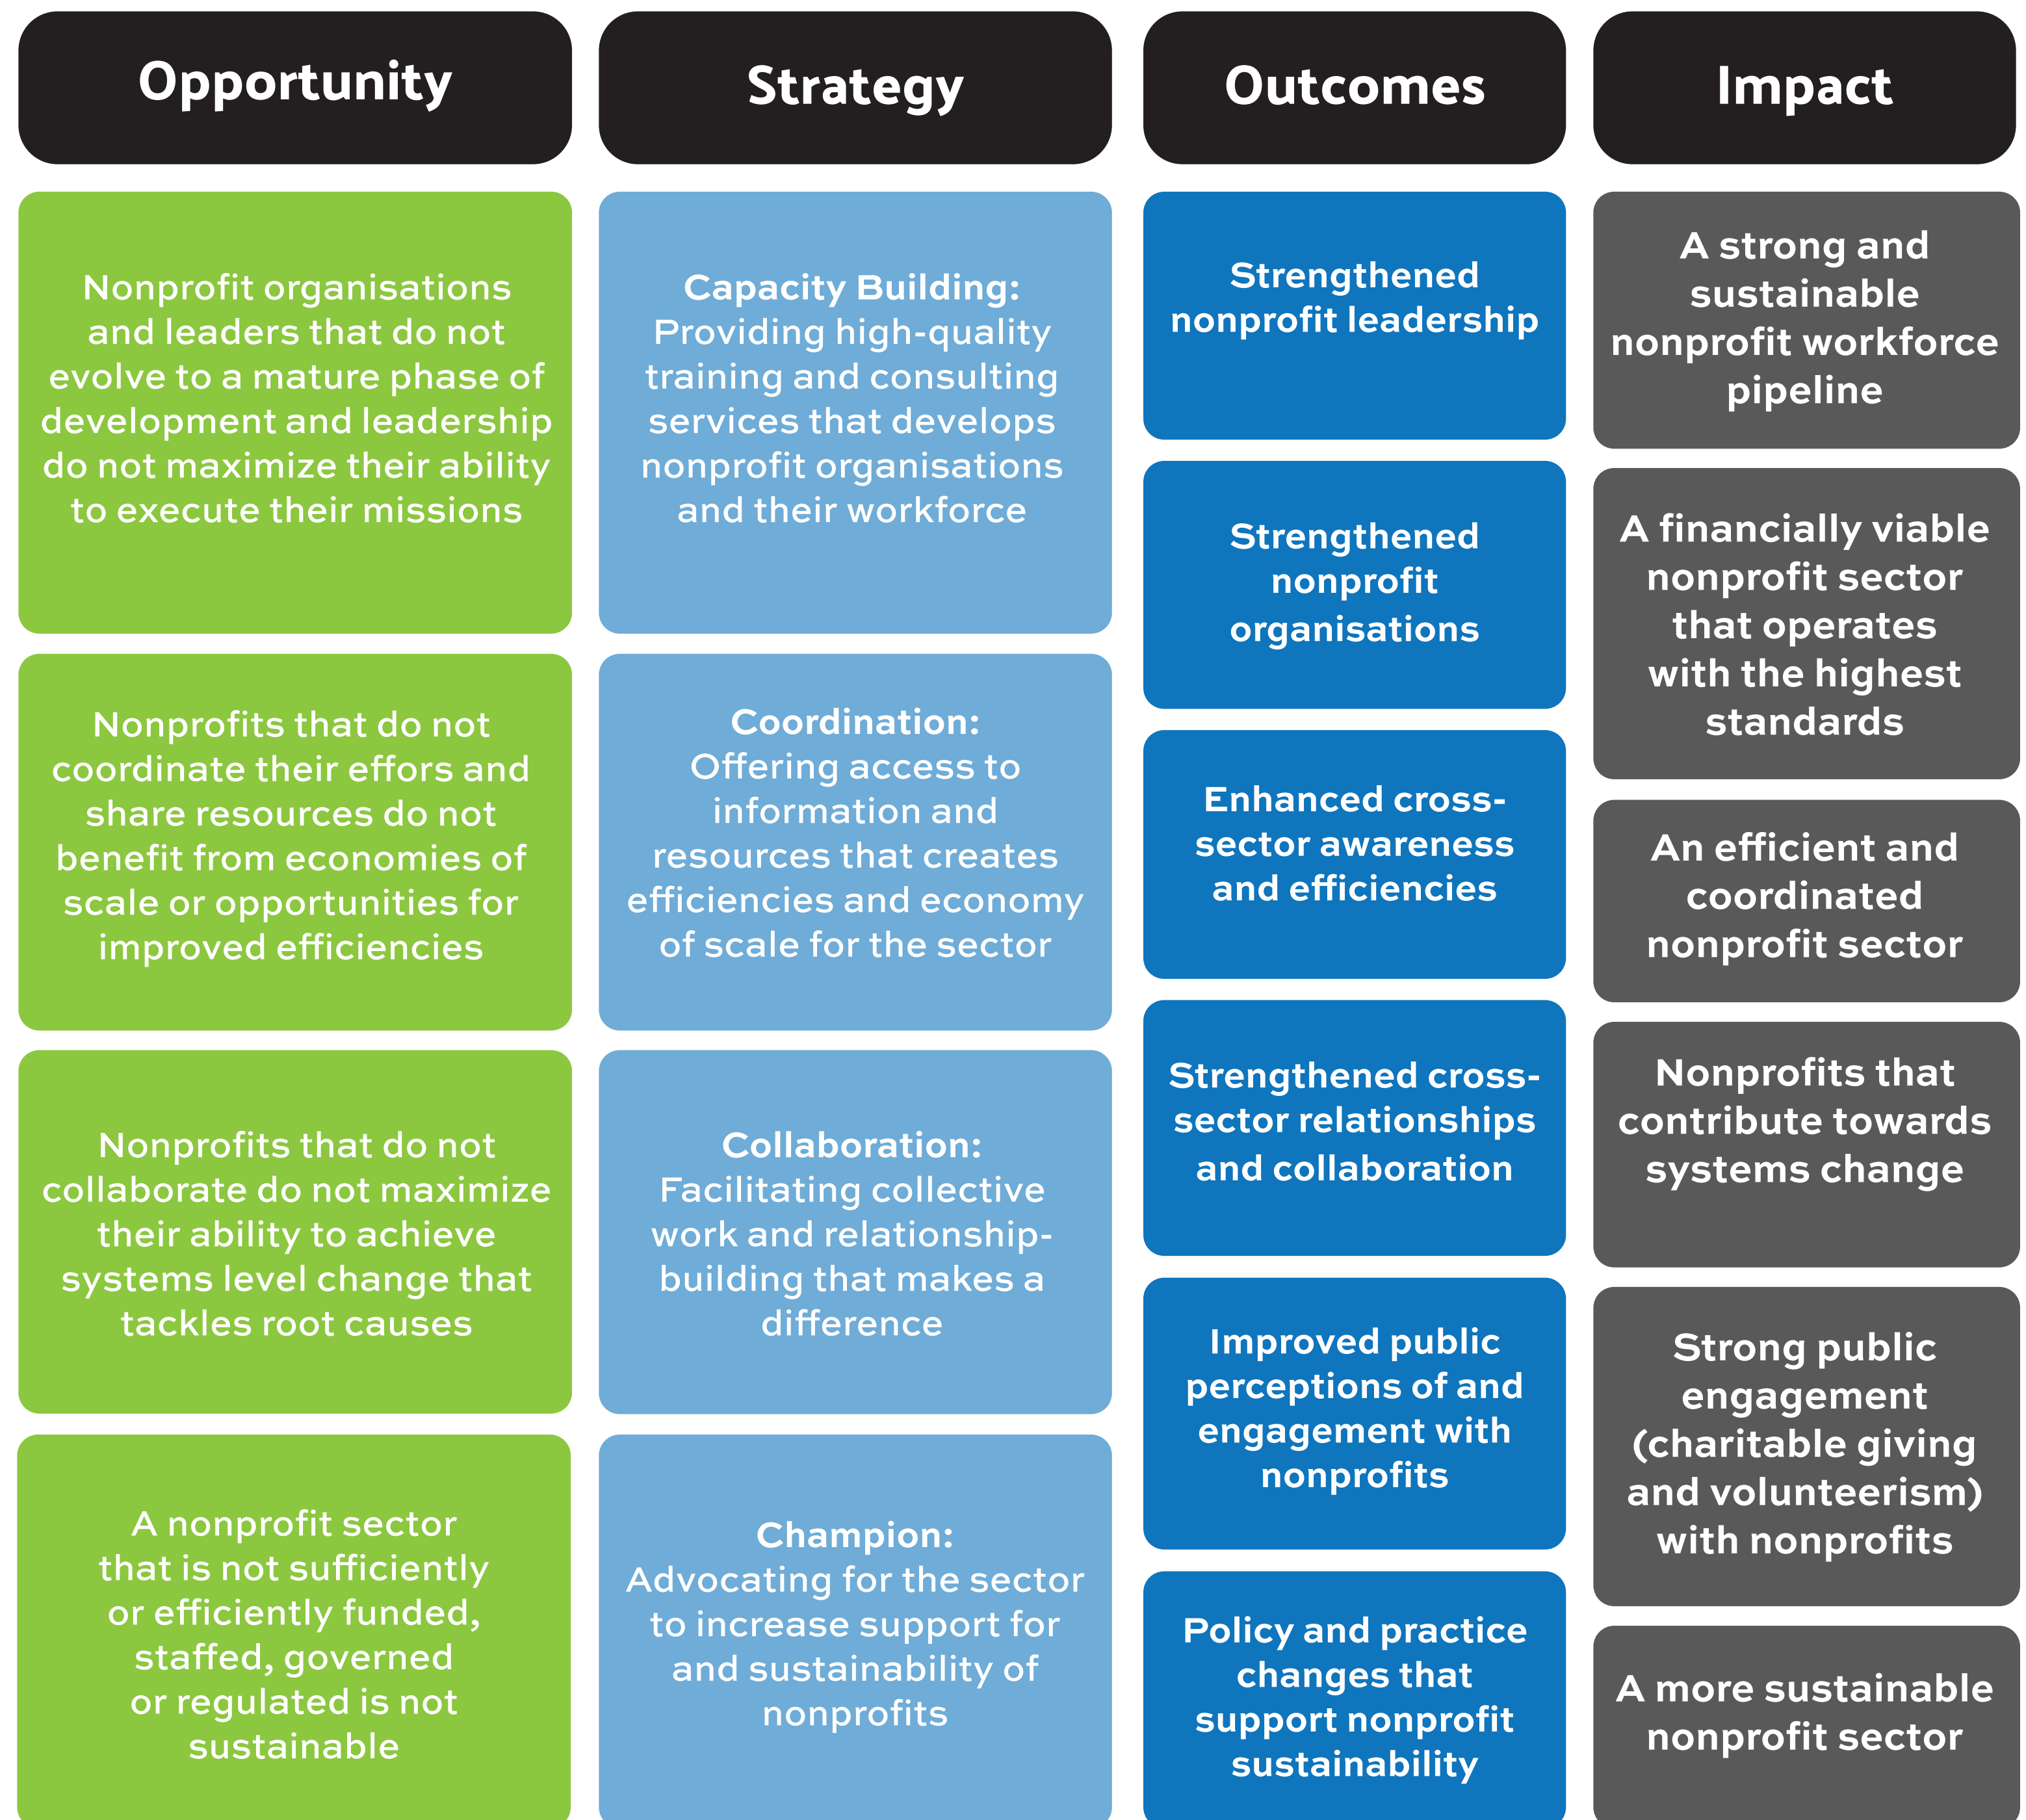 Opportunity
Nonprofit organisations
and leaders that do not
evolve to a mature phase of
development and leadership
do not maximize their ability
to execute their missions
Nonprofits that do not
coordinate their effors and
share resources do not
benefit from economies of
scale or opportunities for
improved efficiencies
Nonprofits that do not
collaborate do not maximize
their ability to achieve
systems level change that
tackles root causes
A nonprofit sector
that is not sufficiently
or efficiently funded,
staffed, governed
or regulated is not
sustainable
Strategy
Capacity Building:
Providing high-quality
training and consulting
services that develops
nonprofit organisations
and their workforce
Coordination:
Offering access to
information and
resources that creates
efficiencies and economy
of scale for the sector
Collaboration:
Facilitating collective
work and relationship-
building that makes a
difference
Champion:
Advocating for the sector
to increase support for
and sustainability of
nonprofits
Outcomes
Strengthened
nonprofit leadership
Strengthened
nonprofit
organisations
Enhanced cross-
sector awareness
and efficiencies
Strengthened cross-
sector relationships
and collaboration
Improved public
perceptions of and
engagement with
nonprofits
Policy and practice
changes that
support nonprofit
sustainability
Impact
A strong and
sustainable
nonprofit workforce
pipeline
A financially viable
nonprofit sector
that operates
with the highest
standards
An efficient and
coordinated
nonprofit sector
Nonprofits that
contribute towards
systems change
Strong public
engagement
(charitable giving
and volunteerism)
with nonprofits
A more sustainable
nonprofit sector